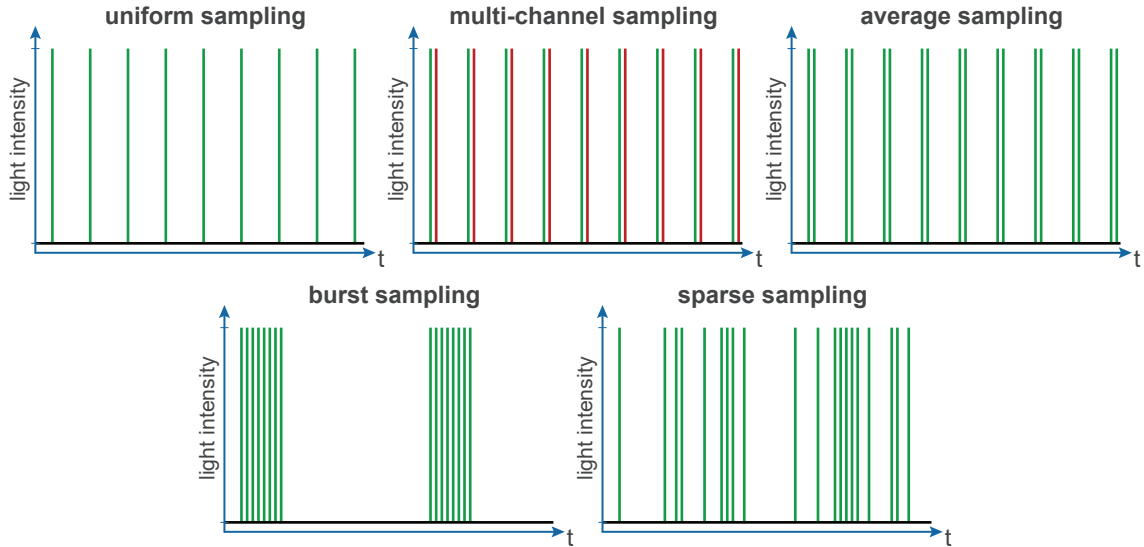 uniform sampling
light intensity
t
multi-channel sampling
light intensity
t
average sampling
light intensity
t
burst sampling
light intensity
t
sparse sampling
light intensity
t